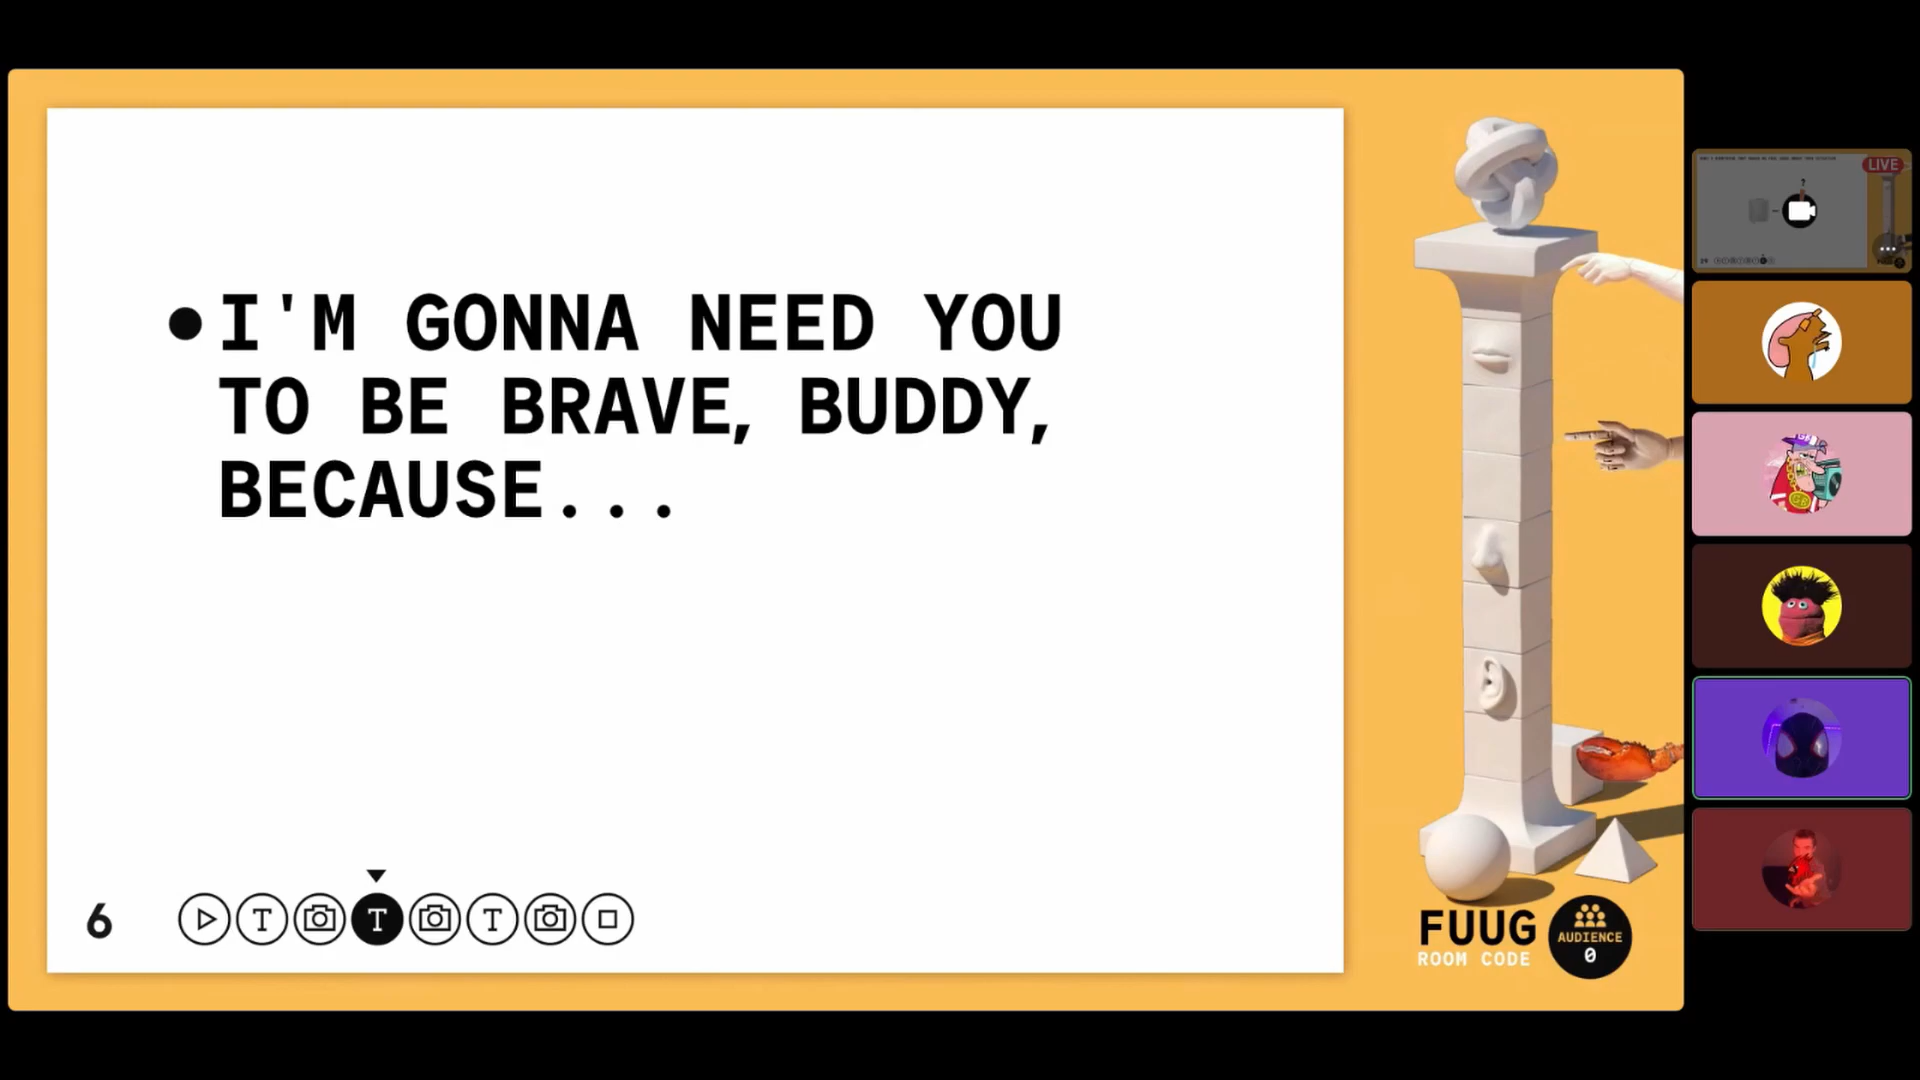 I'M GONNA NEED YOU
TO BE BRAVE, BUDDY,
BECAUSE...
6
T
T
T
FUUG
ROOM CODE
AUDIENCE
0
LIVE